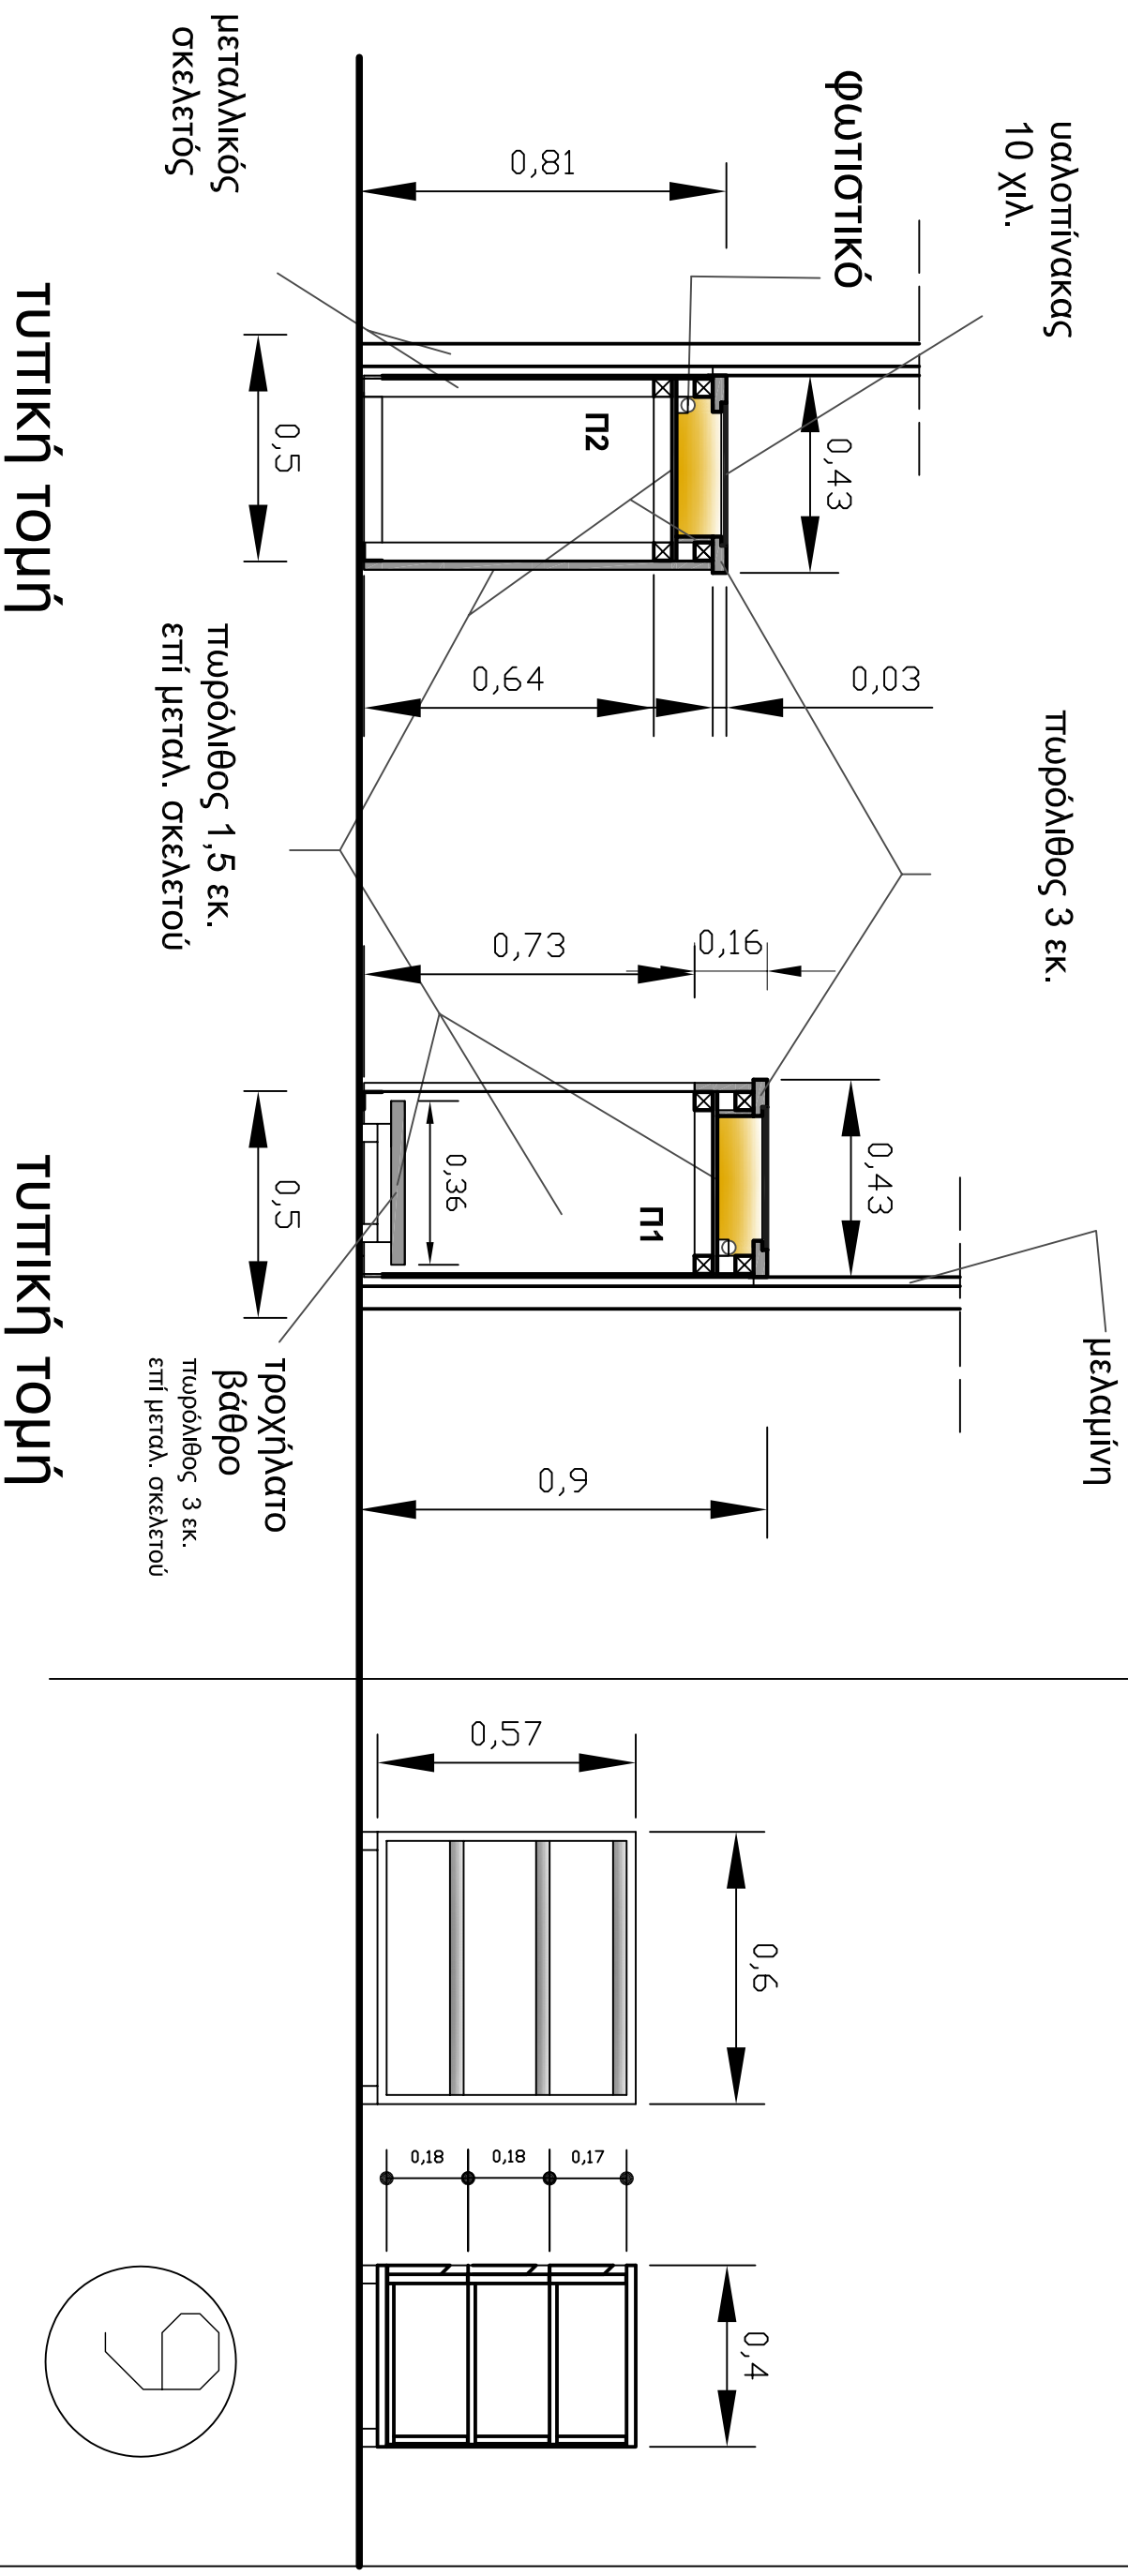 υαλοπίνακας
10 χιλ.
πωρόλιθος 3 εκ.
μελαμίνη
φωτιστικό
0,43
0,03
0,43
0,81
Π2
0,64
0,16
0,73
Π1
0,36
0,9
0,5
0,5
0,57
0,6
0,17
0,18
0,18
0,4
μεταλλικός
σκελετός
πωρόλιθος 1,5 εκ.
επί μεταλ. σκελετού
τροχήλατο
βάθρο
πωρόλιθος 3 εκ.
επί μεταλ. σκελετού
τυπική τομή
τυπική τομή
9